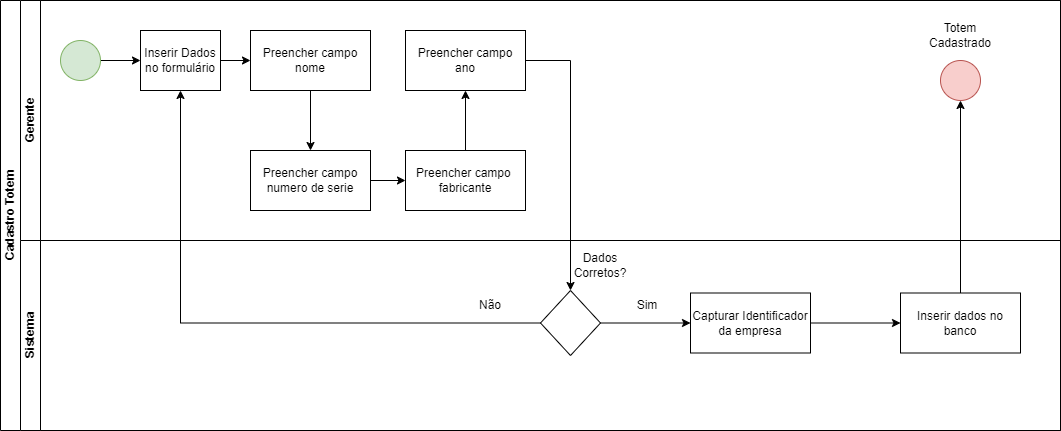 Cadastro Totem
Gerente
Inserir Dados
no formulário
Preencher campo
nome
Preencher campo
numero de serie
Preencher campo
fabricante
Preencher campo
ano
Totem
Cadastrado
Sistema
Dados
Corretos?
Não
Sim
Capturar Identificador
da empresa
Inserir dados no
banco